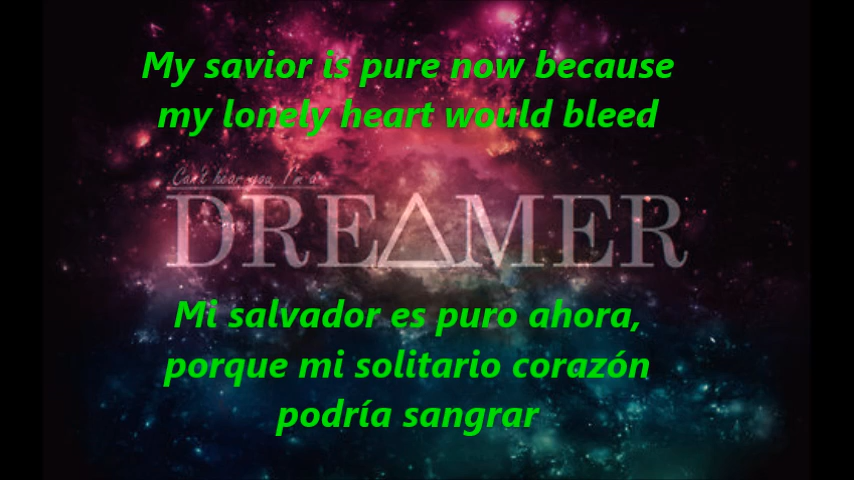 My savior is pure now because
my lonely heart would bleed
Can't hear you, I'm a
DREAMER
Mi salvador es puro ahora,
porque mi solitario corazón
podría sangrar